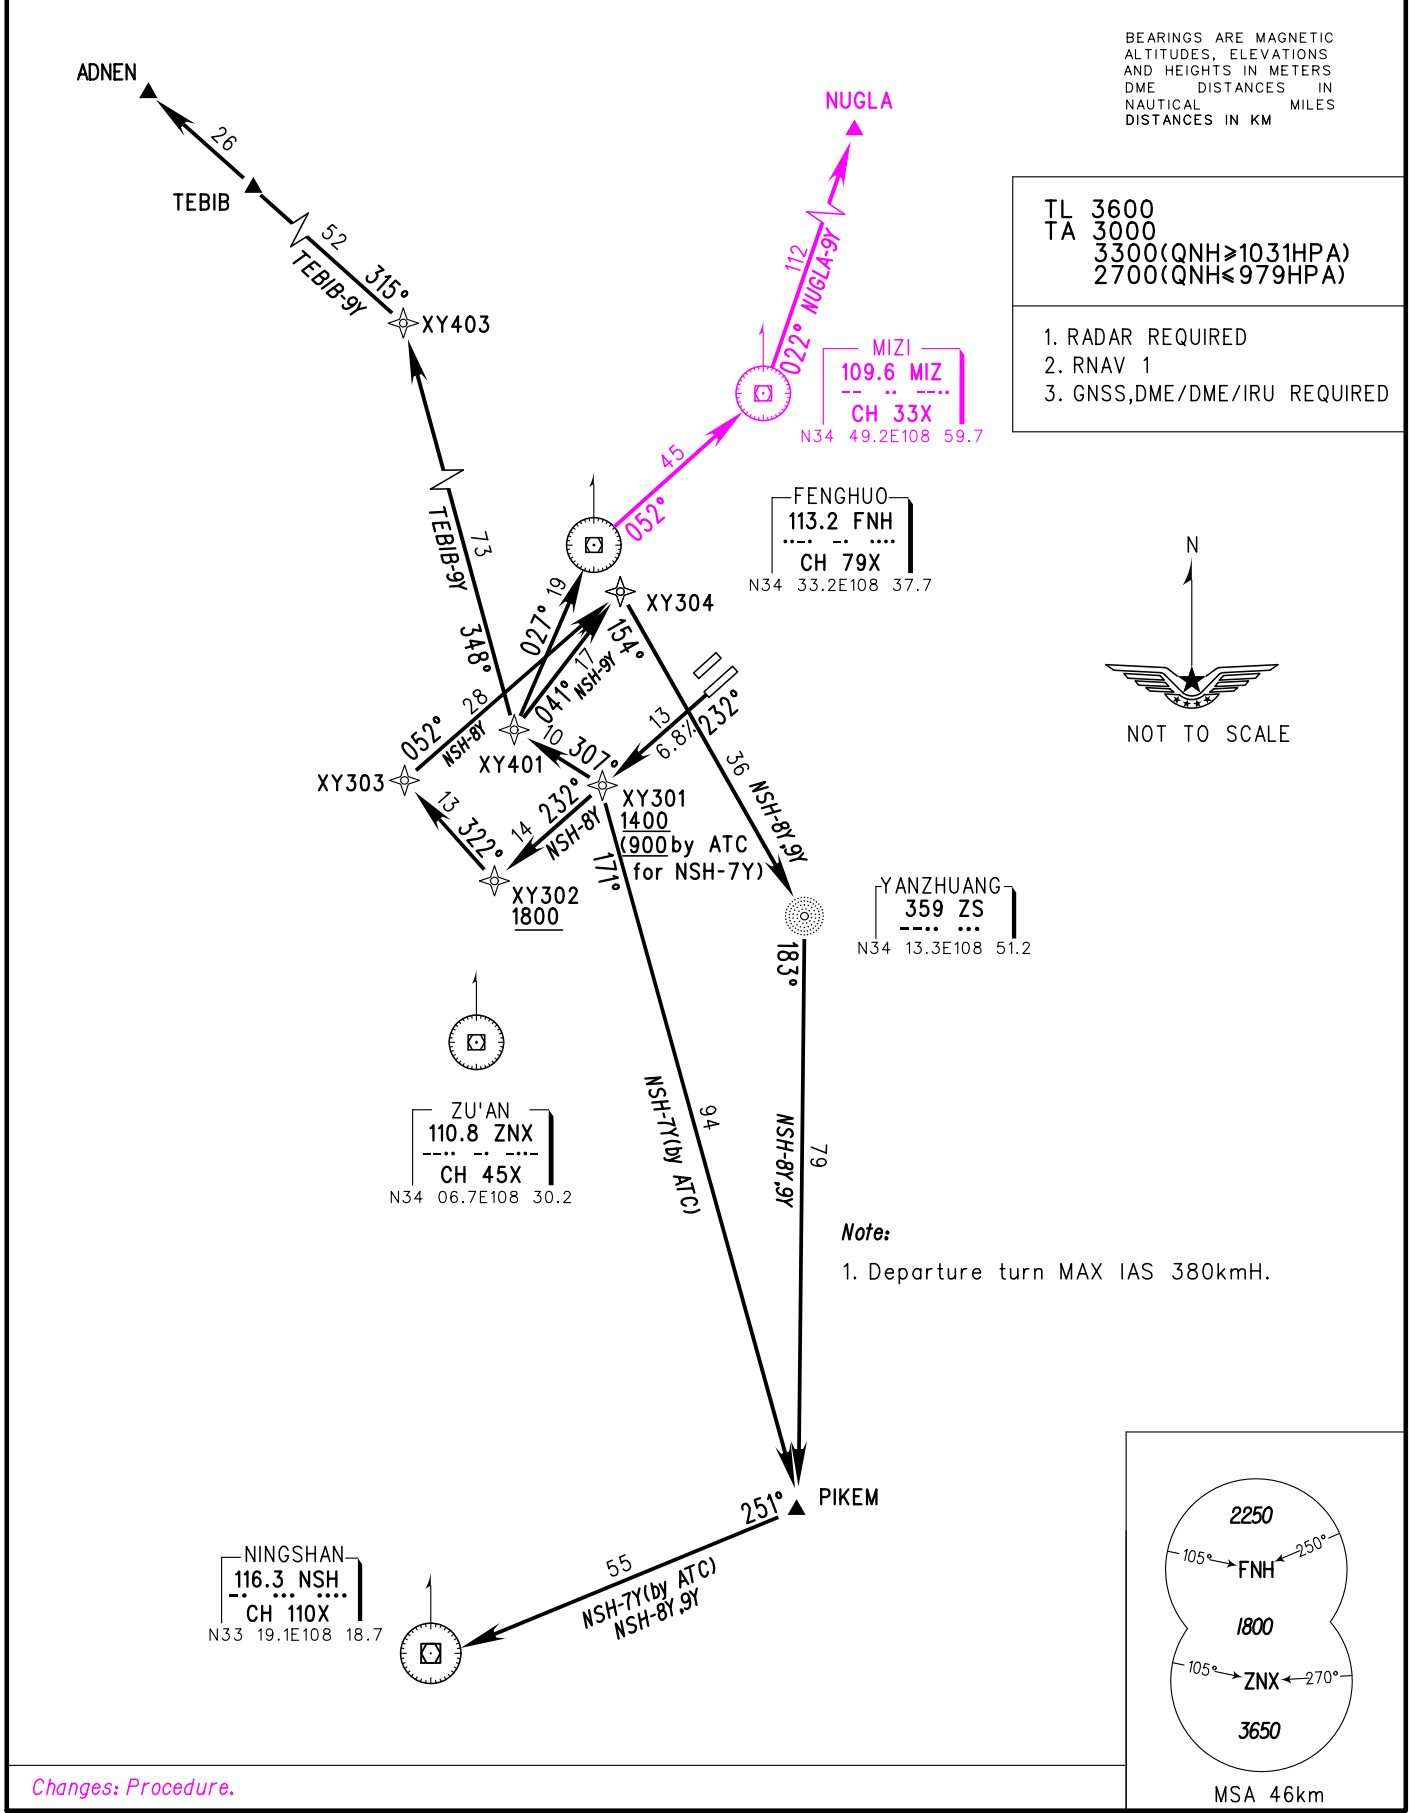 BEARINGS ARE MAGNETIC
ALTITUDES, ELEVATIONS
AND HEIGHTS IN METERS
DME DISTANCES IN
NAUTICAL MILES
DISTANCES IN KM
ADNEN
26
TEBIB
52
TEBIB-9Y
315°
XY403
NUGLA
112
NUGLA-9Y
022°
TL 3600
TA 3000
3300(QNH≥1031HPA)
2700(QNH≤979HPA)
1. RADAR REQUIRED
2. RNAV 1
3. GNSS,DME/DME/IRU REQUIRED
MIZI
109.6 MIZ
CH 33X
N34 49.2E108 59.7
45
052°
FENGHUO
113.2 FNH
CH 79X
N34 33.2E108 37.7
73
TEBIB-9Y
348°
19
027°
XY304
154°
17
NSH-9Y
041°
N
NOT TO SCALE
28
052°
NSH-8Y
XY401
10
307°
13
6.8%
232°
36
NSH-8Y,9Y
XY303
13
322°
232°
14
NSH-8Y
XY301
1400
(900 by ATC
for NSH-7Y)
171°
XY302
1800
YANZHUANG
359 ZS
N34 13.3E108 51.2
183°
ZU'AN
110.8 ZNX
CH 45X
N34 06.7E108 30.2
94
NSH-7Y(by ATC)
79
NSH-8Y,9Y
Note:
1. Departure turn MAX IAS 380kmH.
PIKEM
251°
55
NSH-7Y(by ATC)
NSH-8Y,9Y
NINGSHAN
116.3 NSH
CH 110X
N33 19.1E108 18.7
2250
105°
FNH
250°
1800
105°
ZNX
270°
3650
MSA 46km
Changes: Procedure.